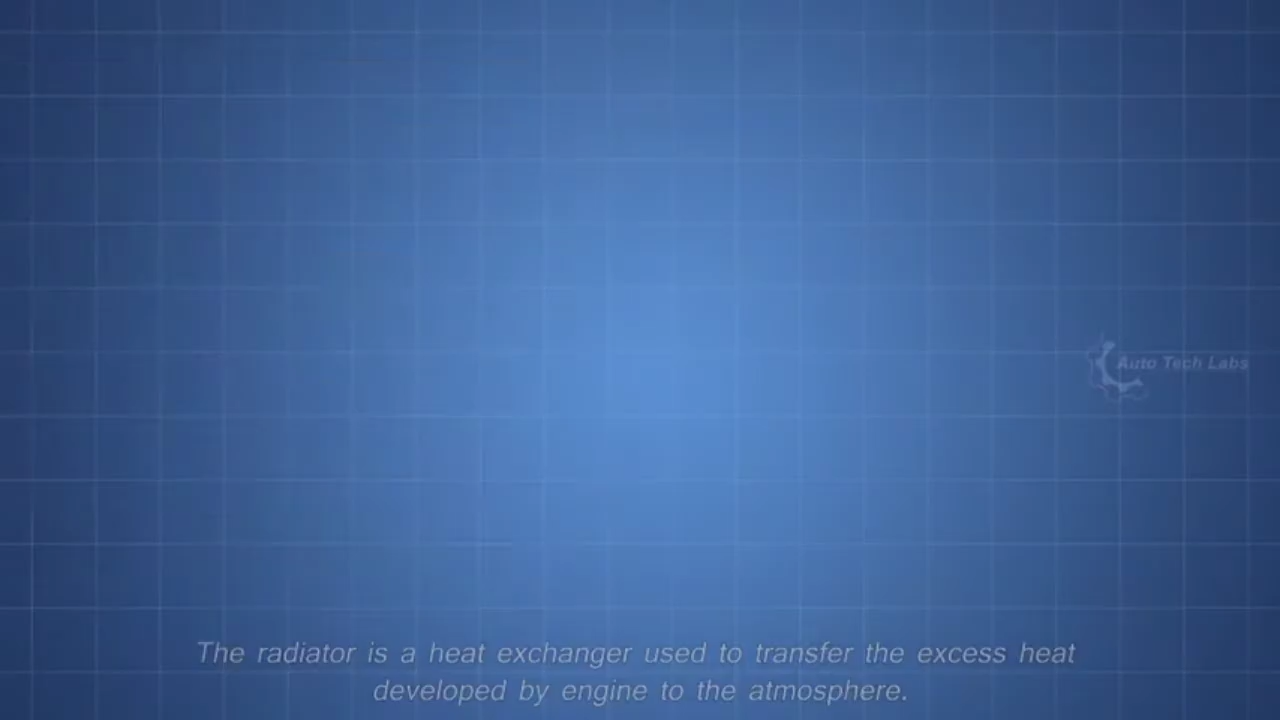 Auto Tech Labs
The radiator is a heat exchanger used to transfer the excess heat
developed by engine to the atmosphere.